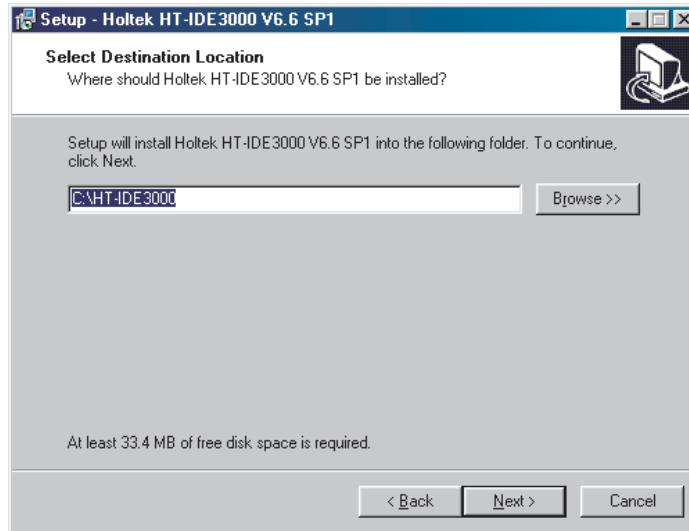 Setup - Holtek HT-IDE3000 V6.6 SP1
Select Destination Location
Where should Holtek HT-IDE3000 V6.6 SP1 be installed?
Setup will install Holtek HT-IDE3000 V6.6 SP1 into the following folder. To continue,
click Next.
C:\HT-IDE3000
Browse >>
At least 33.4 MB of free disk space is required.
< Back
Next >
Cancel